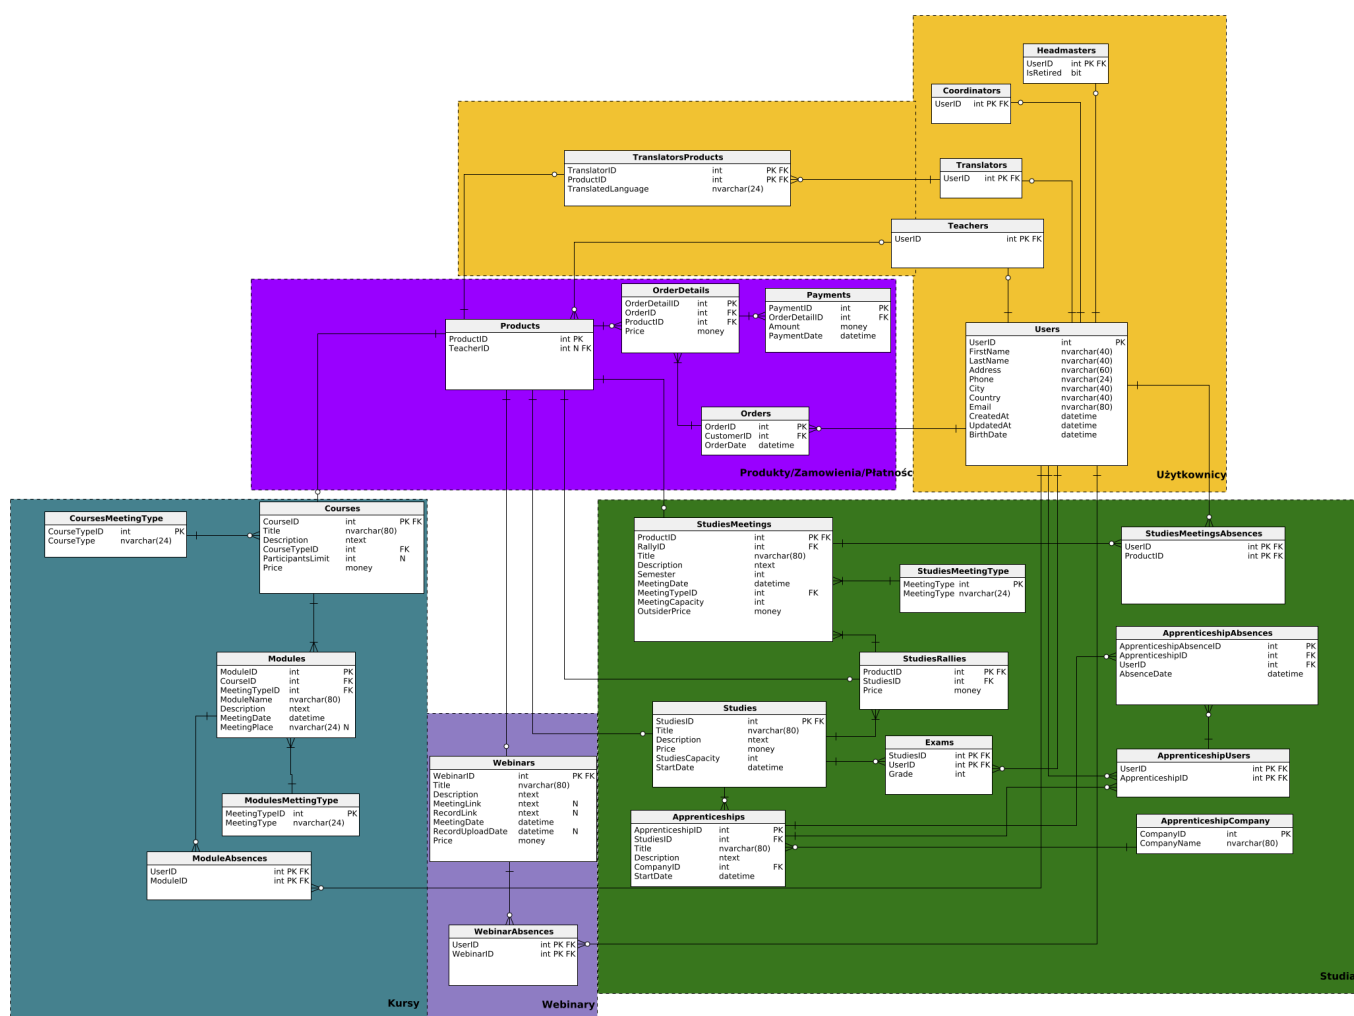 Headmasters
UserID int PK FK
IsRetired bit
Coordinators
UserID int PK FK
TranslatorsProducts
TranslatorID int PK FK
ProductID int PK FK
TranslatedLanguage nvarchar(24)
Translators
UserID int PK FK
Teachers
UserID int PK FK
OrderDetails
OrderDetailID int PK
OrderID int FK
ProductID int FK
Price money
Payments
PaymentID int PK
OrderDetailID int FK
Amount money
PaymentDate datetime
Products
ProductID int PK
TeacherID int N FK
Users
UserID int PK
FirstName nvarchar(40)
LastName nvarchar(40)
Address nvarchar(60)
Phone nvarchar(24)
City nvarchar(40)
Country nvarchar(40)
Email nvarchar(80)
CreatedAt datetime
UpdatedAt datetime
BirthDate datetime
Orders
OrderID int PK
CustomerID int FK
OrderDate datetime
Produkty/Zamowienia/Płatnośc
Użytkownicy
CoursesMeetingType
CourseTypeID int PK
CourseType nvarchar(24)
Courses
CourseID int PK FK
Title nvarchar(80)
Description ntext
CourseTypeID int FK
ParticipantsLimit int N
Price money
StudiesMeetings
ProductID int PK FK
RallyID int FK
Title nvarchar(80)
Description ntext
Semester int
MeetingDate datetime
MeetingTypeID int FK
MeetingCapacity int
OutsiderPrice money
StudiesMeetingsAbsences
UserID int PK FK
ProductID int PK FK
StudiesMeetingType
MeetingType int PK
MeetingType nvarchar(24)
Modules
ModuleID int PK
CourseID int FK
MeetingTypeID int FK
ModuleName nvarchar(80)
Description ntext
MeetingDate datetime
MeetingPlace nvarchar(24) N
StudiesRallies
ProductID int PK FK
StudiesID int FK
Price money
ApprenticeshipAbsences
ApprenticeshipAbsenceID int PK
ApprenticeshipID int FK
UserID int FK
AbsenceDate datetime
Studies
StudiesID int PK FK
Title nvarchar(80)
Description ntext
Price money
StudiesCapacity int
StartDate datetime
Exams
StudiesID int PK FK
UserID int PK FK
Grade int
ApprenticeshipUsers
UserID int PK FK
ApprenticeshipID int PK FK
Webinars
WebinarID int PK FK
Title nvarchar(80)
Description ntext
MeetingLink ntext N
RecordLink ntext N
MeetingDate datetime
RecordUploadDate datetime N
Price money
ModulesMettingType
MeetingTypeID int PK
MeetingType nvarchar(24)
Apprenticeships
ApprenticeshipID int PK
StudiesID int FK
Title nvarchar(80)
Description ntext
CompanyID int FK
StartDate datetime
ApprenticeshipCompany
CompanyID int PK
CompanyName nvarchar(80)
ModuleAbsences
UserID int PK FK
ModuleID int PK FK
WebinarAbsences
UserID int PK FK
WebinarID int PK FK
Kursy
Webinary
Studia